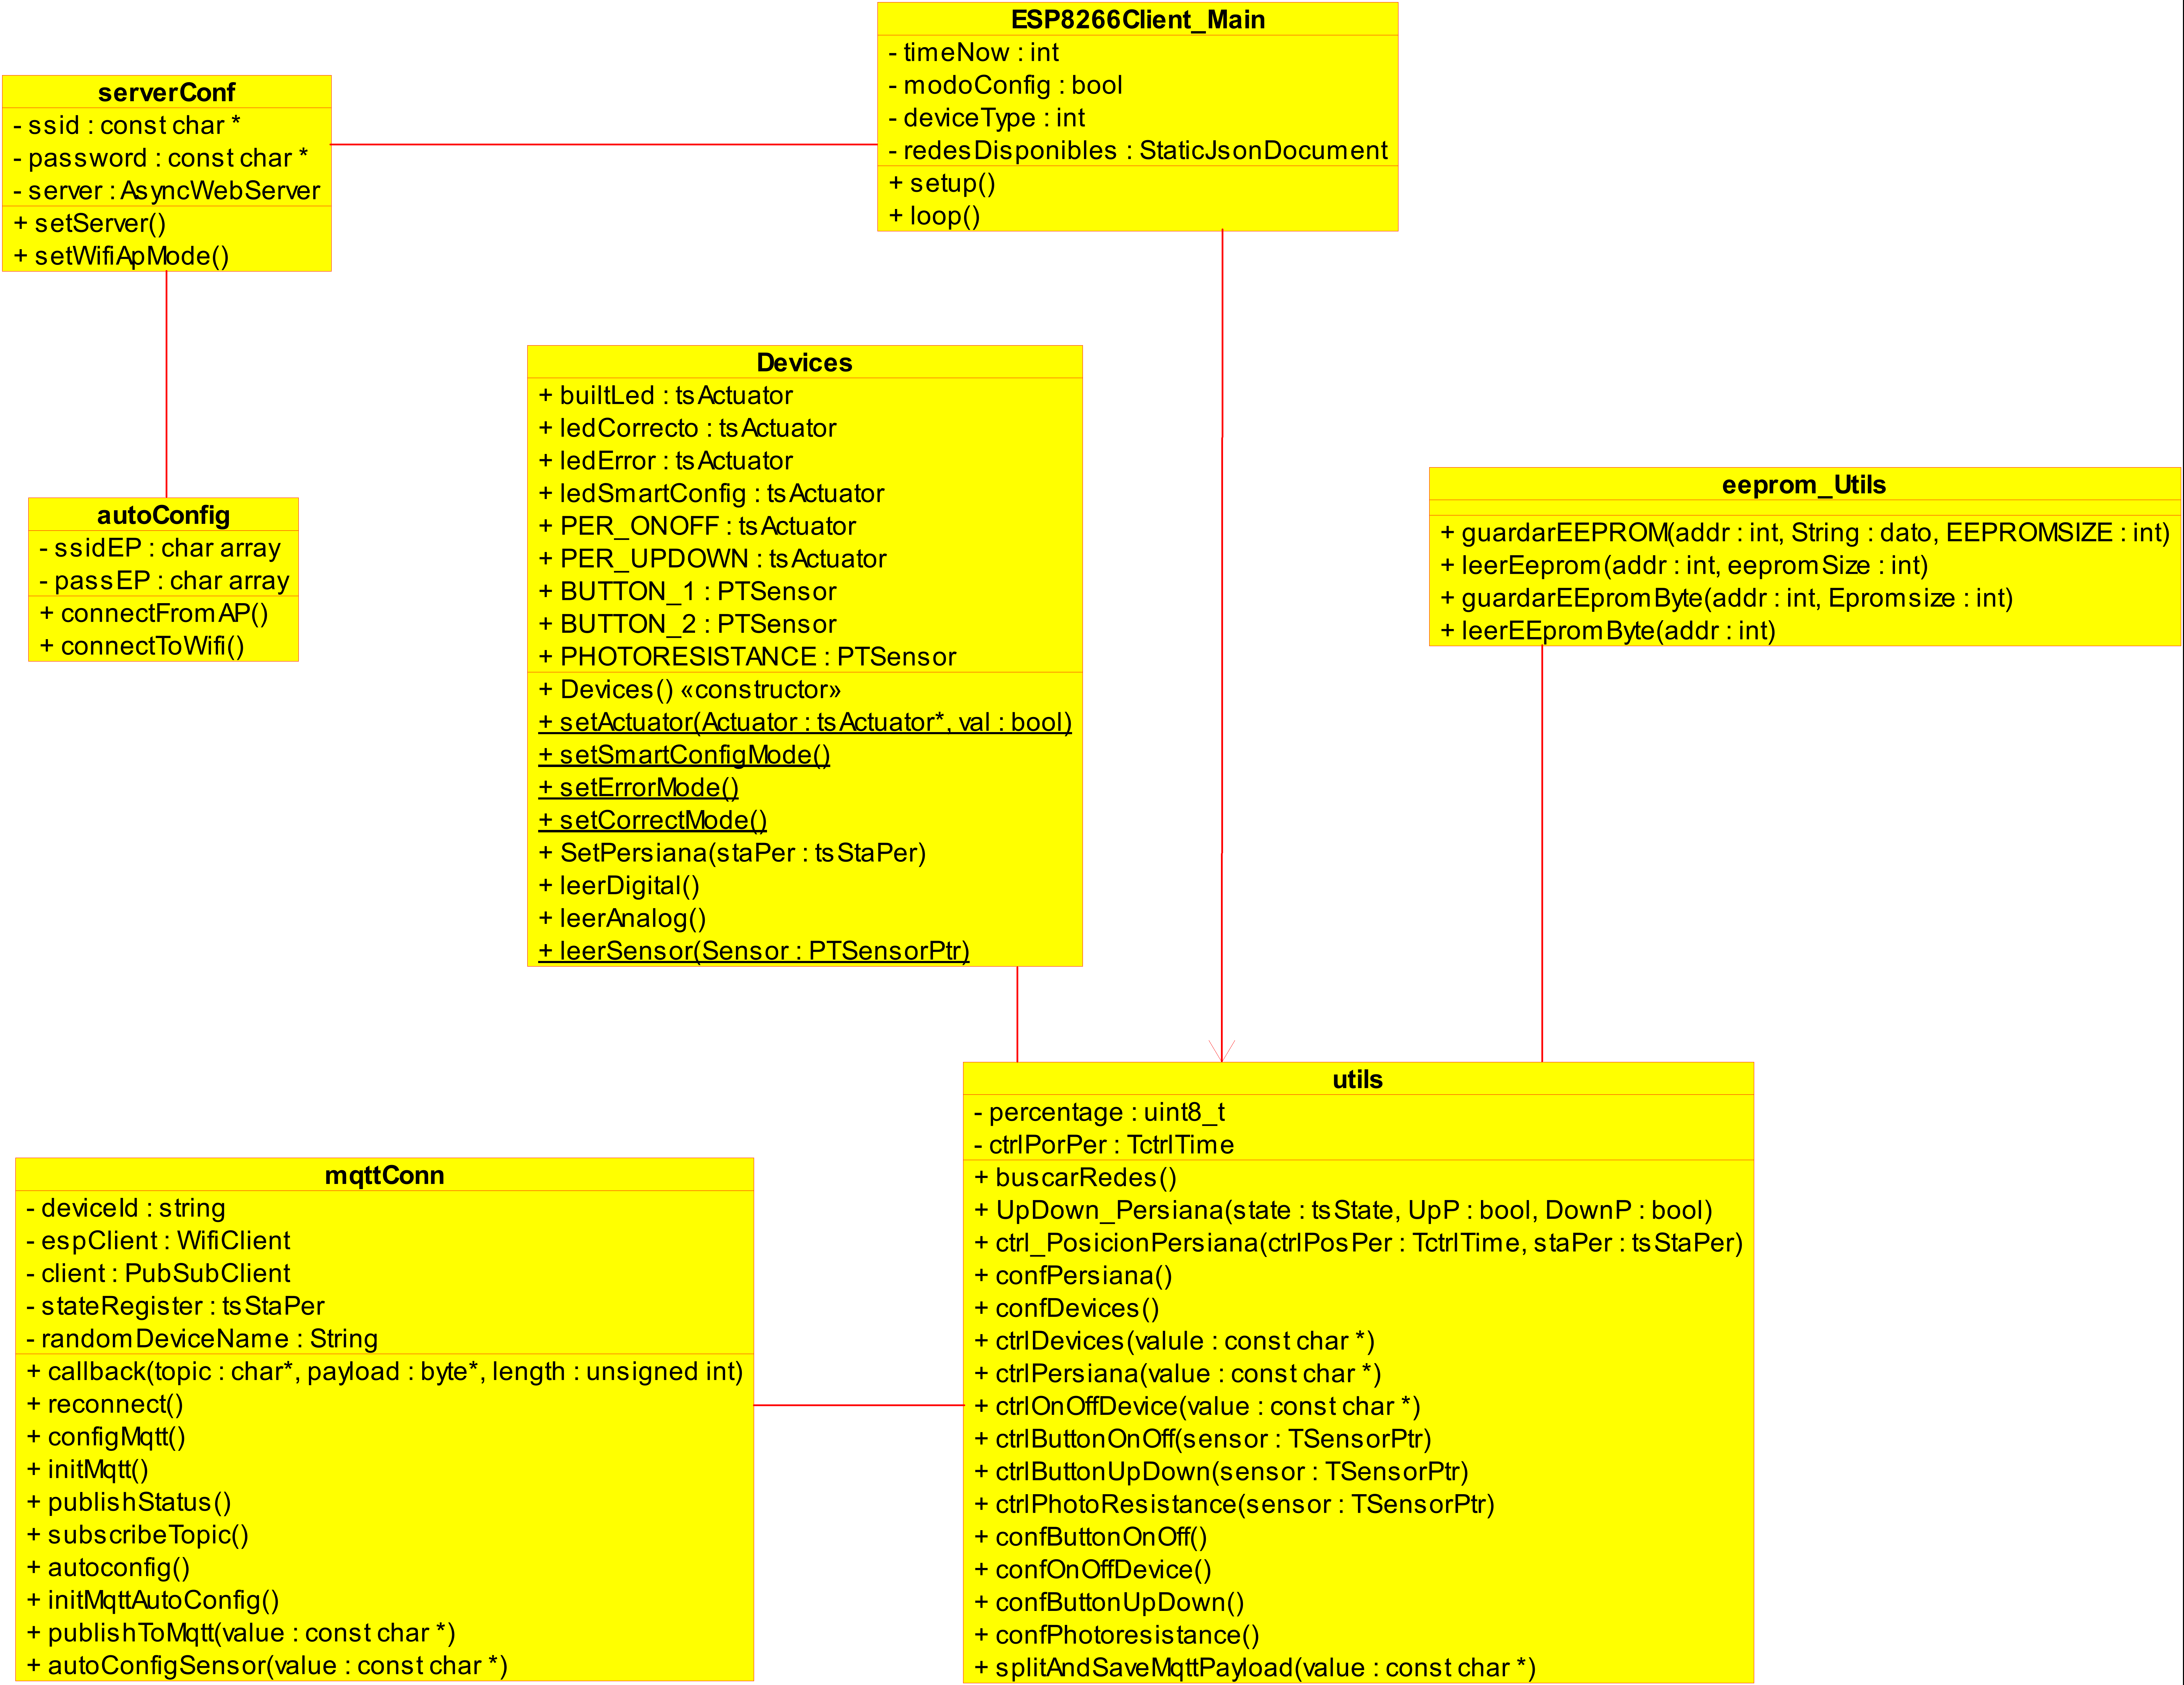 ESP8266Client_Main
- timeNow : int
- modoConfig : bool
- deviceType : int
- redesDisponibles : StaticJsonDocument
+ setup()
+ loop()
serverConf
- ssid : const char *
- password : const char *
- server : AsyncWebServer
+ setServer()
+ setWifiApMode()
Devices
+ builtLed : tsActuator
+ ledCorrecto : tsActuator
+ ledError : tsActuator
+ ledSmartConfig : tsActuator
+ PER_ONOFF : tsActuator
+ PER_UPDOWN : tsActuator
+ BUTTON_1 : PTSensor
+ BUTTON_2 : PTSensor
+ PHOTORESISTANCE : PTSensor
+ Devices() «constructor»
+ setActuator(Actuator : tsActuator*, val : bool)
+ setSmartConfigMode()
+ setErrorMode()
+ setCorrectMode()
+ SetPersiana(staPer : tsStaPer)
+ leerDigital()
+ leerAnalog()
+ leerSensor(Sensor : PTSensorPtr)
autoConfig
- ssidEP : char array
- passEP : char array
+ connectFromAP()
+ connectToWifi()
eeprom_Utils
+ guardarEEPROM(addr : int, String : dato, EEPROMSIZE : int)
+ leerEeprom(addr : int, eepromSize : int)
+ guardarEEpromByte(addr : int, Epromsize : int)
+ leerEEpromByte(addr : int)
utils
- percentage : uint8_t
- ctrlPorPer : TctrlTime
+ buscarRedes()
+ UpDown_Persiana(state : tsState, UpP : bool, DownP : bool)
+ ctrl_PosicionPersiana(ctrlPosPer : TctrlTime, staPer : tsStaPer)
+ confPersiana()
+ confDevices()
+ ctrlDevices(valule : const char *)
+ ctrlPersiana(value : const char *)
+ ctrlOnOffDevice(value : const char *)
+ ctrlButtonOnOff(sensor : TSensorPtr)
+ ctrlButtonUpDown(sensor : TSensorPtr)
+ ctrlPhotoResistance(sensor : TSensorPtr)
+ confButtonOnOff()
+ confOnOffDevice()
+ confButtonUpDown()
+ confPhotoresistance()
+ splitAndSaveMqttPayload(value : const char *)
mqttConn
- deviceId : string
- espClient : WifiClient
- client : PubSubClient
- stateRegister : tsStaPer
- randomDeviceName : String
+ callback(topic : char*, payload : byte*, length : unsigned int)
+ reconnect()
+ configMqtt()
+ initMqtt()
+ publishStatus()
+ subscribeTopic()
+ autoconfig()
+ initMqttAutoConfig()
+ publishToMqtt(value : const char *)
+ autoConfigSensor(value : const char *)